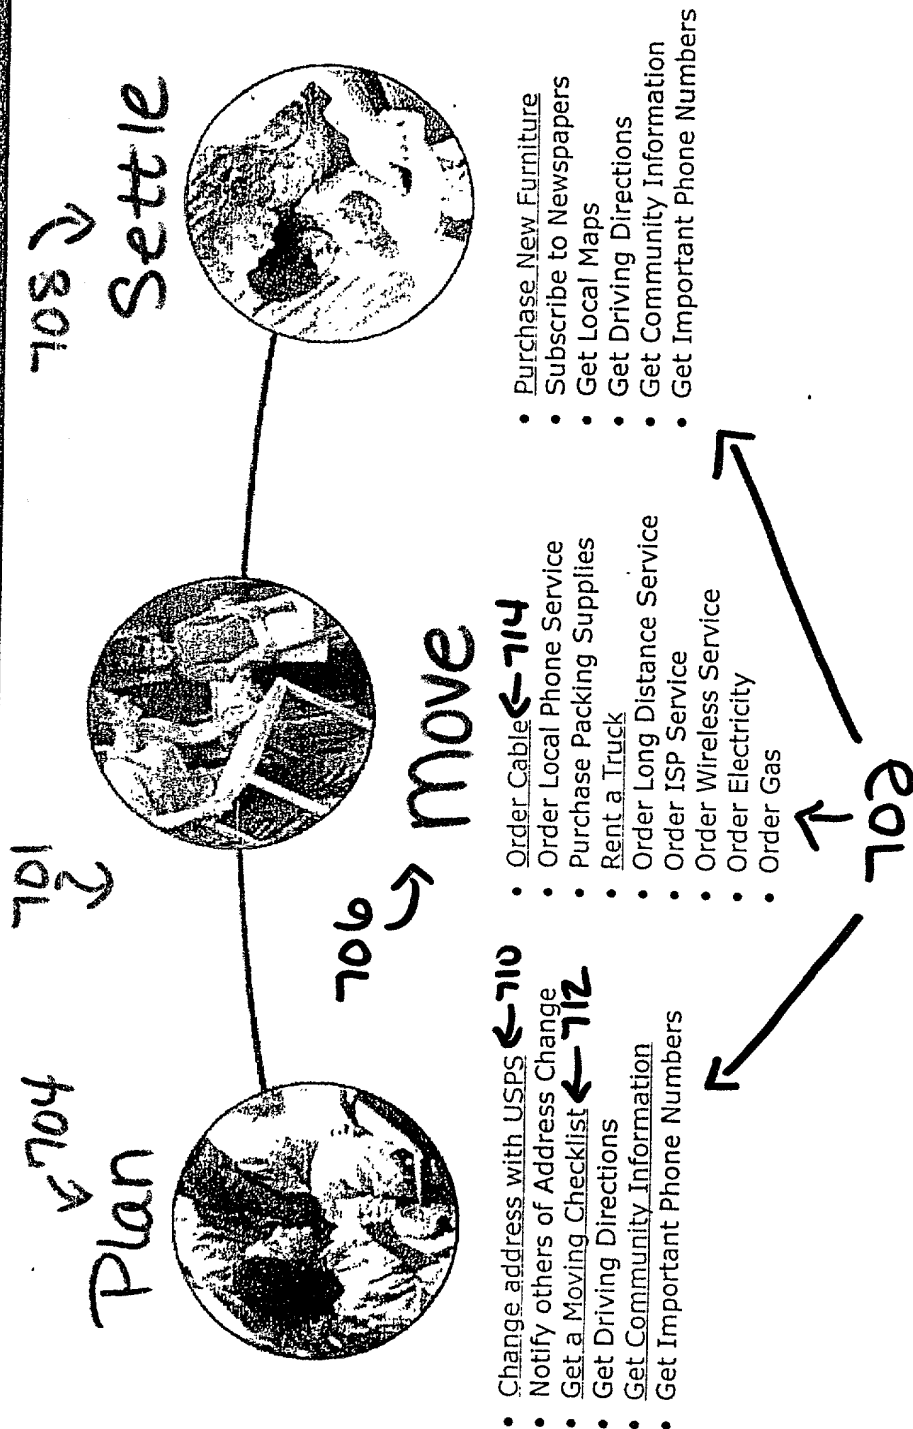 701
704
Plan
706
Move
708
Settle
• Change address with USPS 710
• Notify others of Address Change
• Get a Moving Checklist 712
• Get Driving Directions
• Get Community Information
• Get Important Phone Numbers
• Order Cable 714
• Order Local Phone Service
• Purchase Packing Supplies
• Rent a Truck
• Order Long Distance Service
• Order ISP Service
• Order Wireless Service
• Order Electricity
• Order Gas
• Purchase New Furniture
• Subscribe to Newspapers
• Get Local Maps
• Get Driving Directions
• Get Community Information
• Get Important Phone Numbers
702